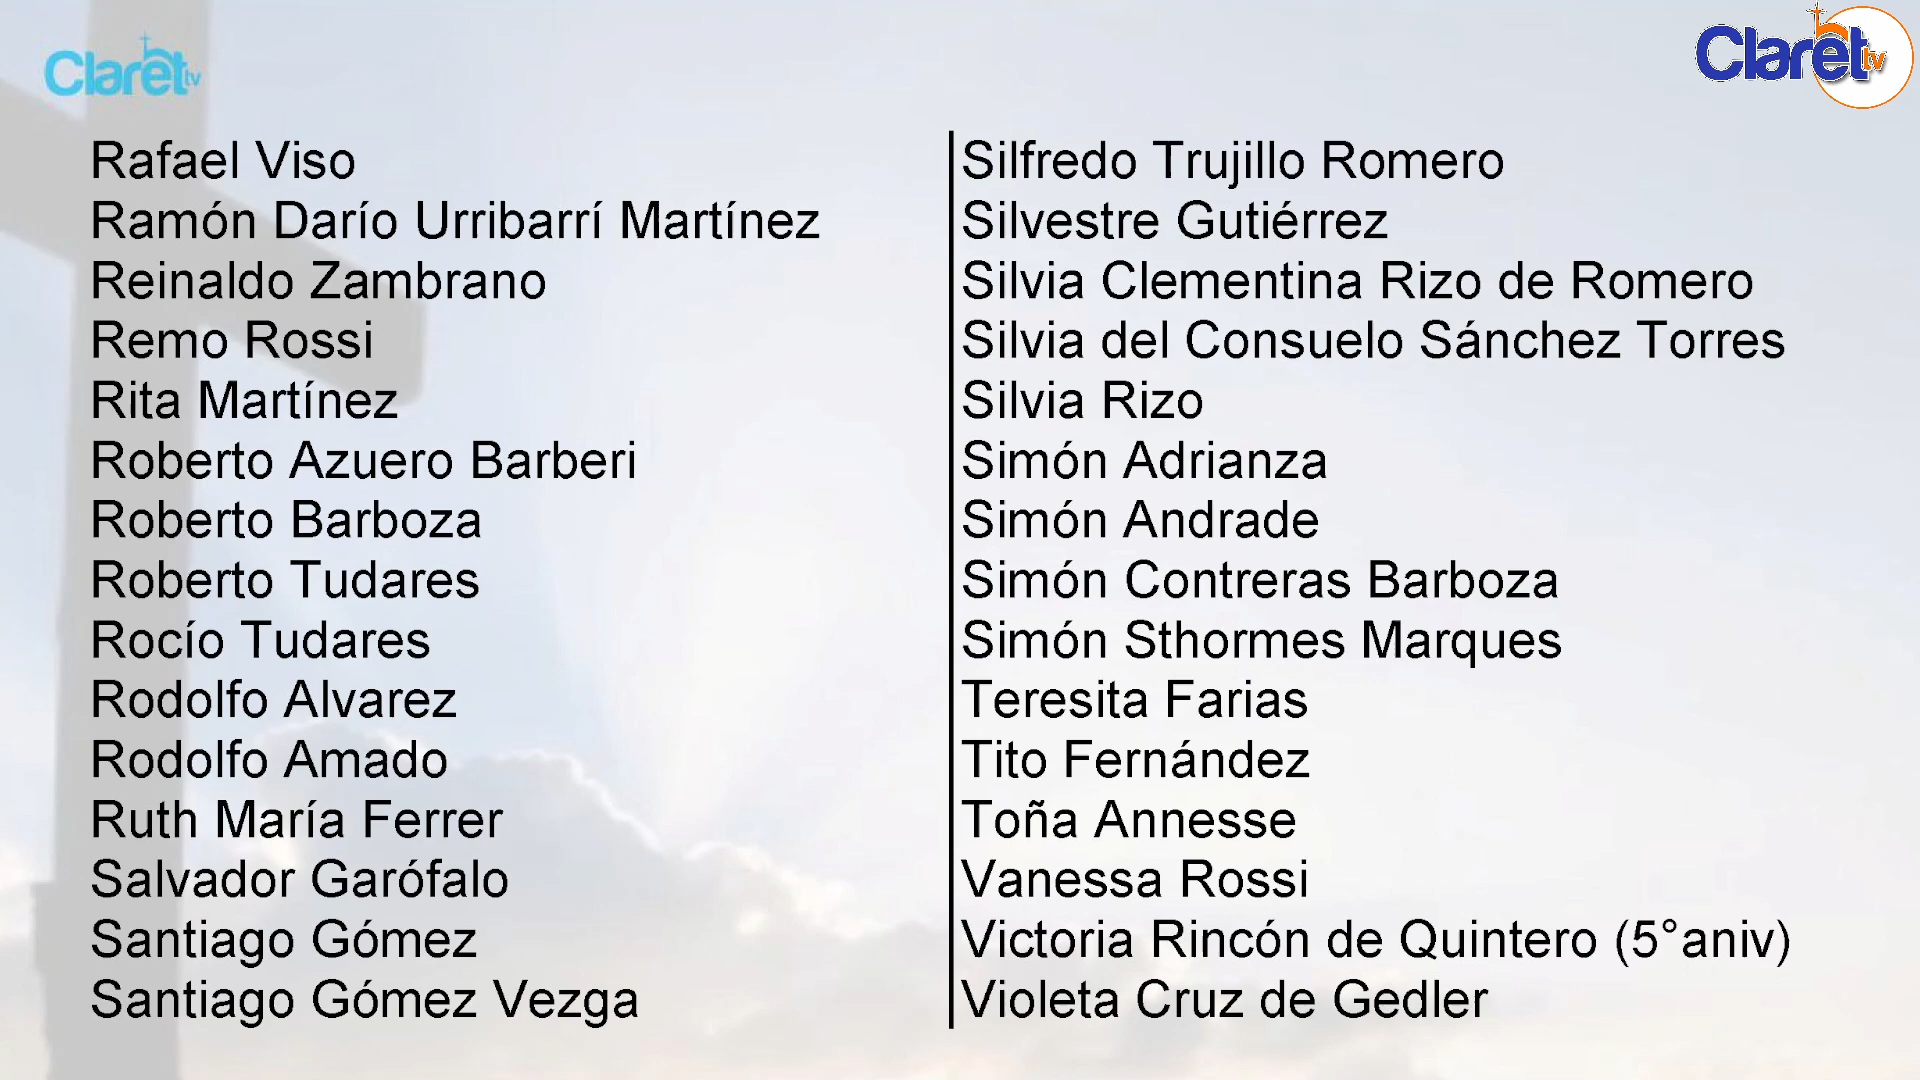 Claret tv
Claret tv
Rafael Viso
Ramón Darío Urribarrí Martínez
Reinaldo Zambrano
Remo Rossi
Rita Martínez
Roberto Azuero Barberi
Roberto Barboza
Roberto Tudares
Rocío Tudares
Rodolfo Alvarez
Rodolfo Amado
Ruth María Ferrer
Salvador Garófalo
Santiago Gómez
Santiago Gómez Vezga
Silfredo Trujillo Romero
Silvestre Gutiérrez
Silvia Clementina Rizo de Romero
Silvia del Consuelo Sánchez Torres
Silvia Rizo
Simón Adrianza
Simón Andrade
Simón Contreras Barboza
Simón Sthormes Marques
Teresita Farias
Tito Fernández
Toña Annesse
Vanessa Rossi
Victoria Rincón de Quintero (5°aniv)
Violeta Cruz de Gedler